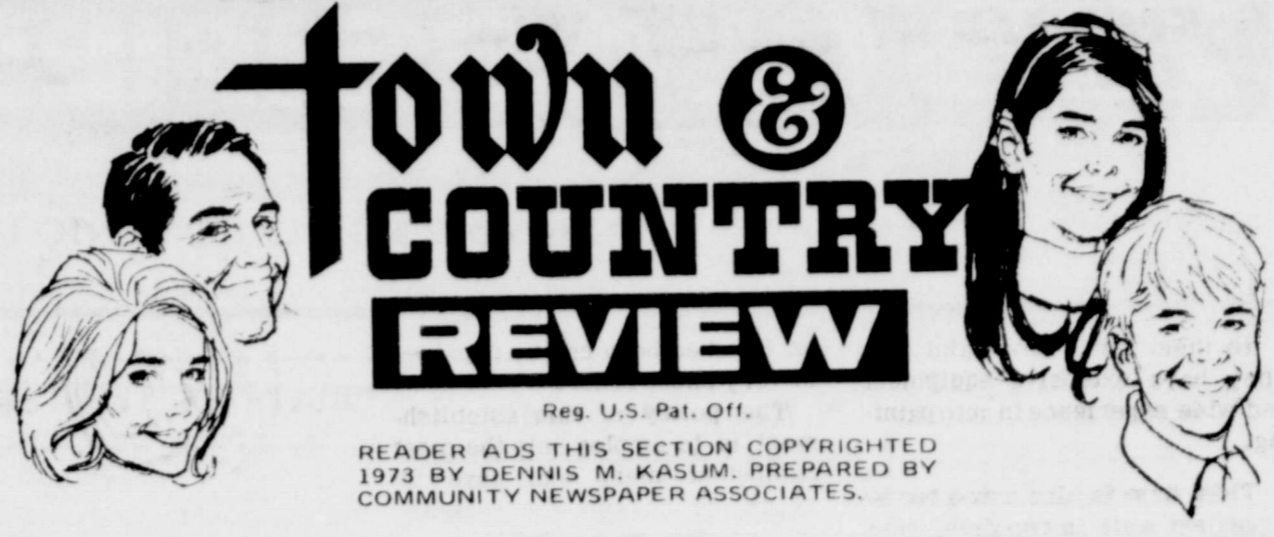 town &
COUNTRY
REVIEW
Reg. U.S. Pat. Off.
READER ADS THIS SECTION COPYRIGHTED
1973 BY DENNIS M. KASUM. PREPARED BY
COMMUNITY NEWSPAPER ASSOCIATES.